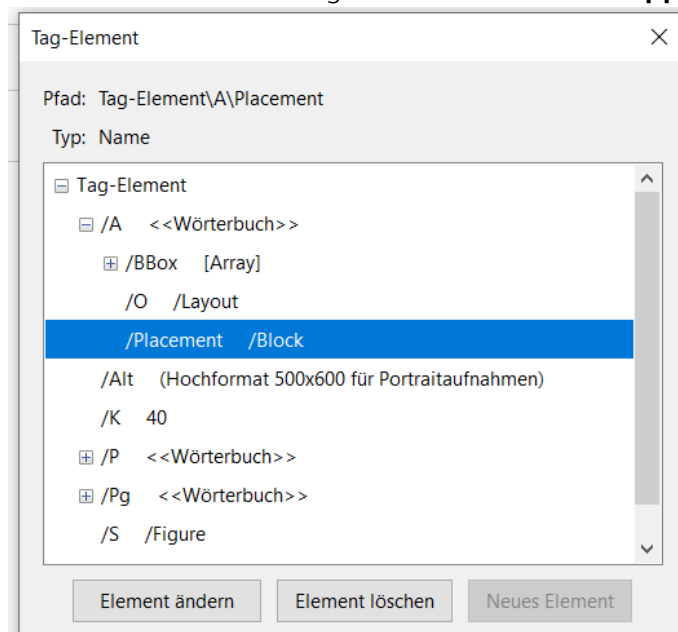 Tag-Element
Pfad: Tag-Element\A\Placement
Typ: Name
Tag-Element
/A <<Wörterbuch>>
/BBox [Array]
/O /Layout
/Placement /Block
/Alt (Hochformat 500x600 für Portraitaufnahmen)
/K 40
/P <<Wörterbuch>>
/Pg <<Wörterbuch>>
/S /Figure
Element ändern Element löschen Neues Element